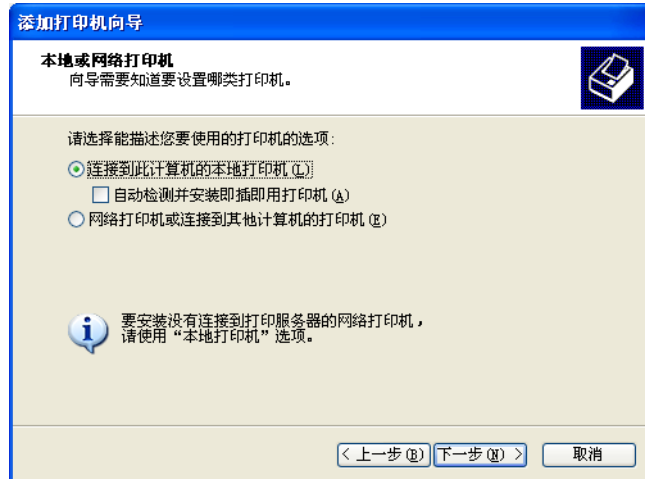 添加打印机向导
本地或网络打印机
向导需要知道要设置哪类打印机。
请选择能描述您要使用的打印机的选项:
连接到此计算机的本地打印机(L)
自动检测并安装即插即用打印机(A)
网络打印机或连接到其他计算机的打印机(E)
要安装没有连接到打印服务器的网络打印机，
请使用“本地打印机”选项。
< 上一步(B) 下一步(N) > 取消